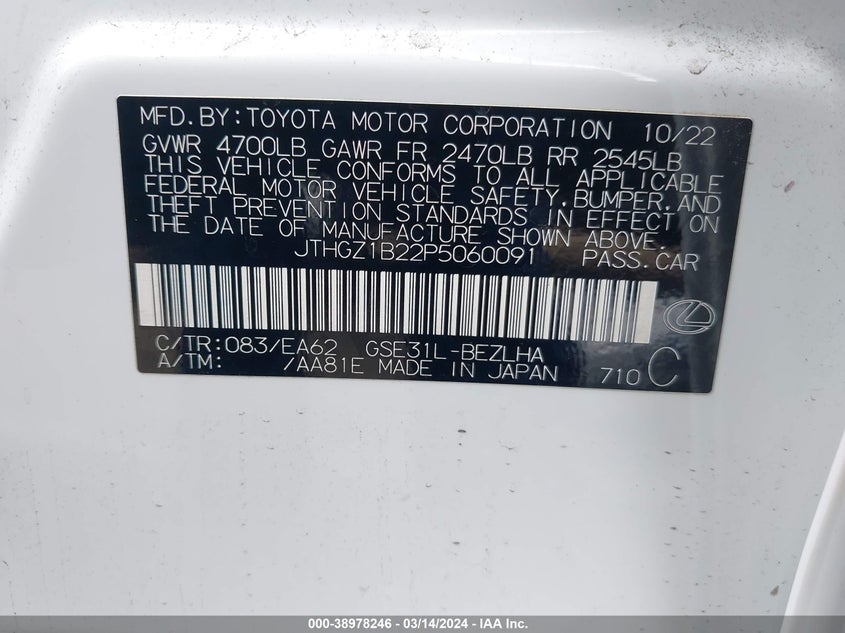 MFD.BY:TOYOTA MOTOR CORPORATION 10/22
GVWR 4700LB GAWR FR 2470LB RR 2545LB
THIS VEHICLE CONFORMS TO ALL APPLICABLE
FEDERAL MOTOR VEHICLE SAFETY,BUMPER,AND
THEFT PREVENTION STANDARDS IN EFFECT ON
THE DATE OF MANUFACTURE SHOWN ABOVE.
JTHGZ1B22P5060091 PASS.CAR
C/TR:083/EA62 GSE31L-BEZLHA
A/TM: /AA81E MADE IN JAPAN 710 C
000-38978246 - 03/14/2024 - IAA Inc.